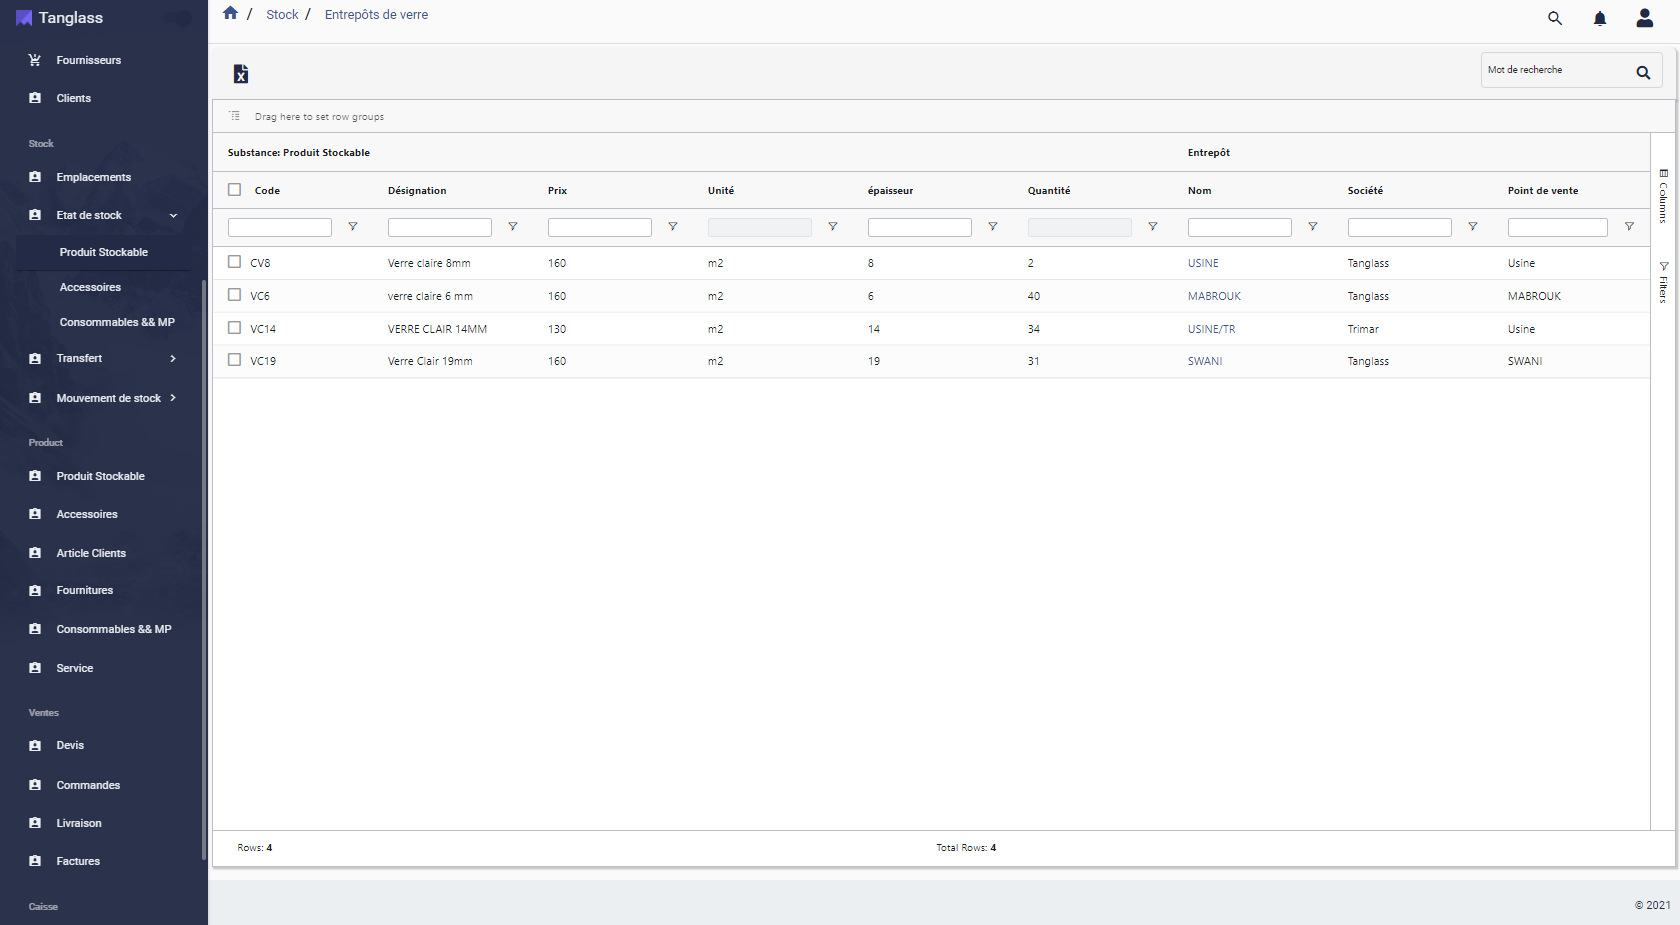 Tanglass
Fournisseurs
Clients
Stock
Emplacements
Etat de stock
Produit Stockable
Accessoires
Consommables && MP
Transfert
Mouvement de stock
Product
Produit Stockable
Accessoires
Article Clients
Fournitures
Consommables && MP
Service
Ventes
Devis
Commandes
Livraison
Factures
Caisse
/ Stock / Entrepôts de verre
Mot de recherche
Drag here to set row groups
Substance: Produit Stockable Entrepôt
Code Désignation Prix Unité épaisseur Quantité Nom Société Point de vente
CV8 Verre claire 8mm 160 m2 8 2 USINE Tanglass Usine
VC6 verre claire 6 mm 160 m2 6 40 MABROUK Tanglass MABROUK
VC14 VERRE CLAIR 14MM 130 m2 14 34 USINE/TR Trimar Usine
VC19 Verre Clair 19mm 160 m2 19 31 SWANI Tanglass SWANI
Columns
Filters
Rows: 4 Total Rows: 4
© 2021